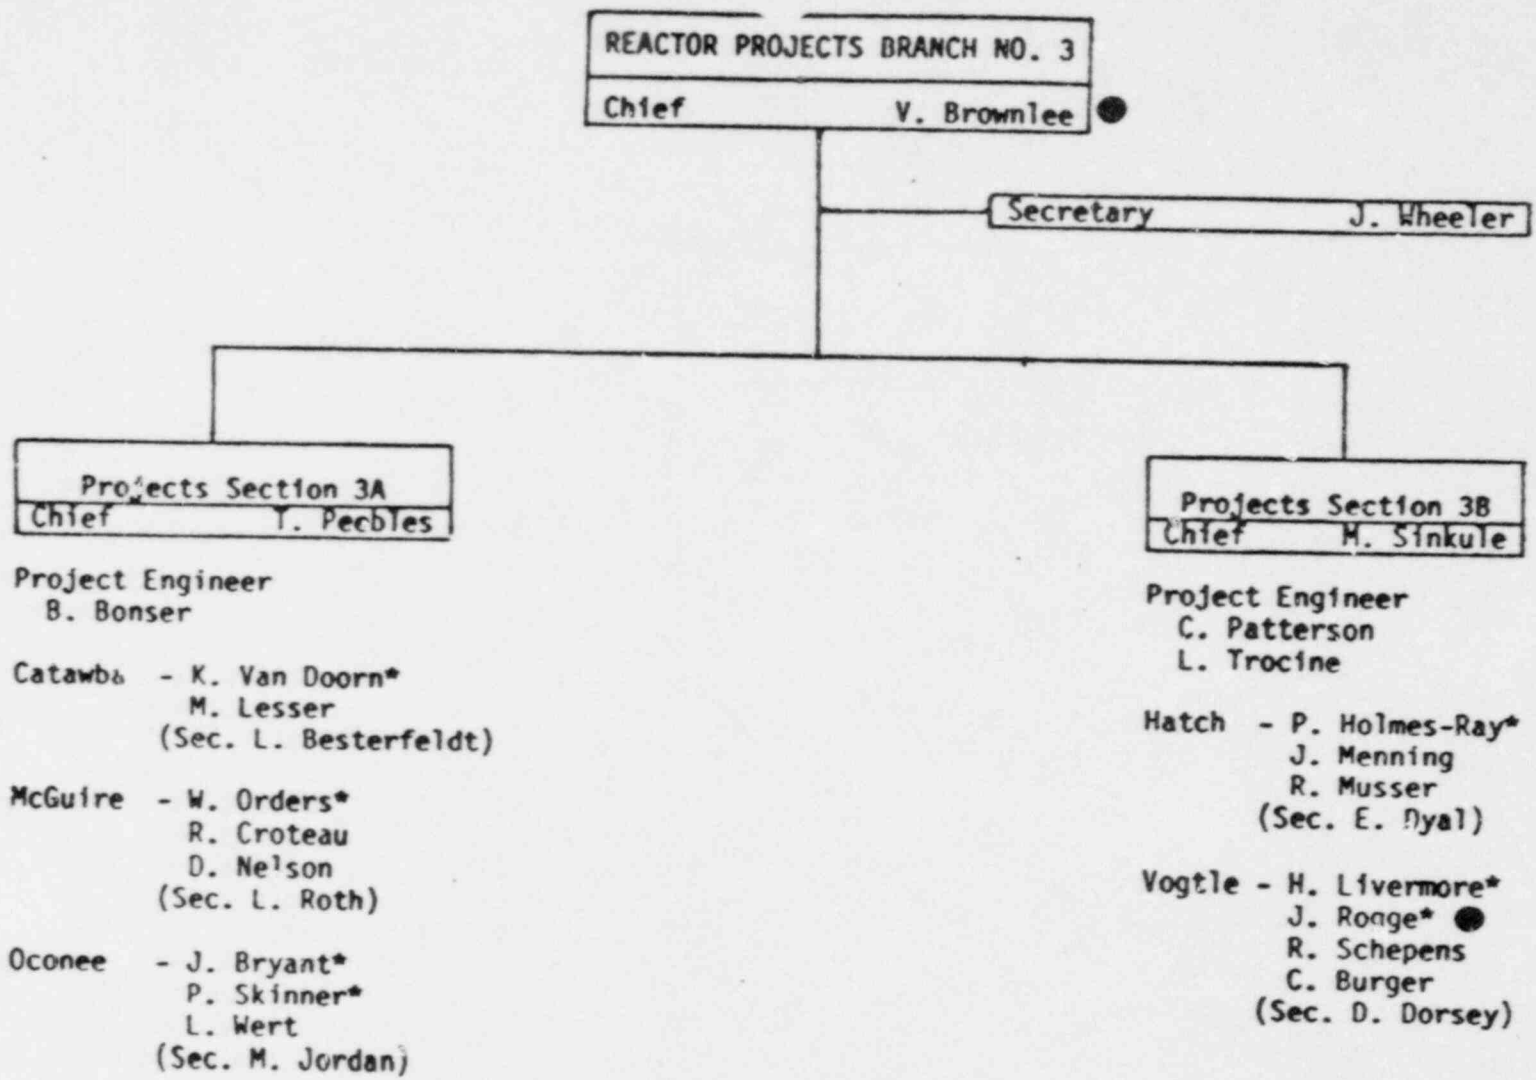 REACTOR PROJECTS BRANCH NO. 3
Chief V. Brownlee
Secretary J. Wheeler
Projects Section 3A
Chief T. Peebles
Project Engineer
B. Bonser
Catawba - K. Van Doorn*
M. Lesser
(Sec. L. Besterfeldt)
McGuire - W. Orders*
R. Croteau
D. Nelson
(Sec. L. Roth)
Oconee - J. Bryant*
P. Skinner*
L. Wert
(Sec. M. Jordan)
Projects Section 3B
Chief M. Sinkule
Project Engineer
C. Patterson
L. Trocine
Hatch - P. Holmes-Ray*
J. Menning
R. Musser
(Sec. E. Dyal)
Vogtle - H. Livermore*
J. Rogge*
R. Schepens
C. Burger
(Sec. D. Dorsey)